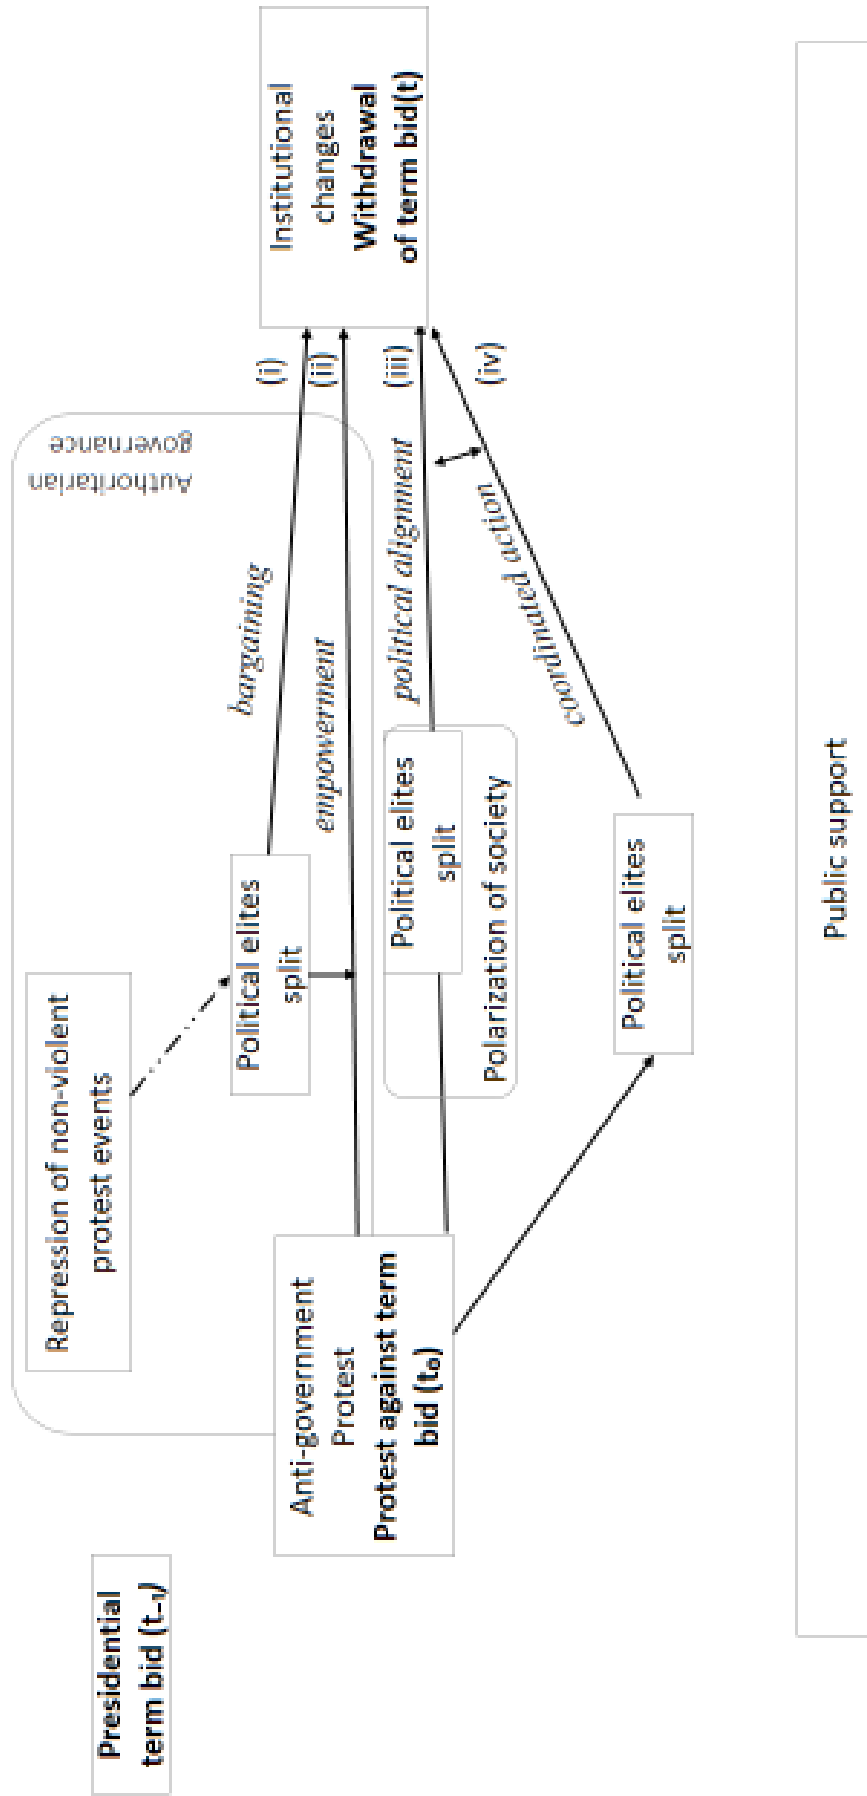 Presidential
term bid (t₋₁)
Repression of non-violent
protest events
Authoritarian
governance
Anti-government
Protest
Protest against term
bid (t₀)
Political elites
split
bargaining
(i)
empowerment
(ii)
Political elites
split
Polarization of society
political alignment
(iii)
Political elites
split
coordinated action
(iv)
Institutional
changes
Withdrawal
of term bid(t)
Public support